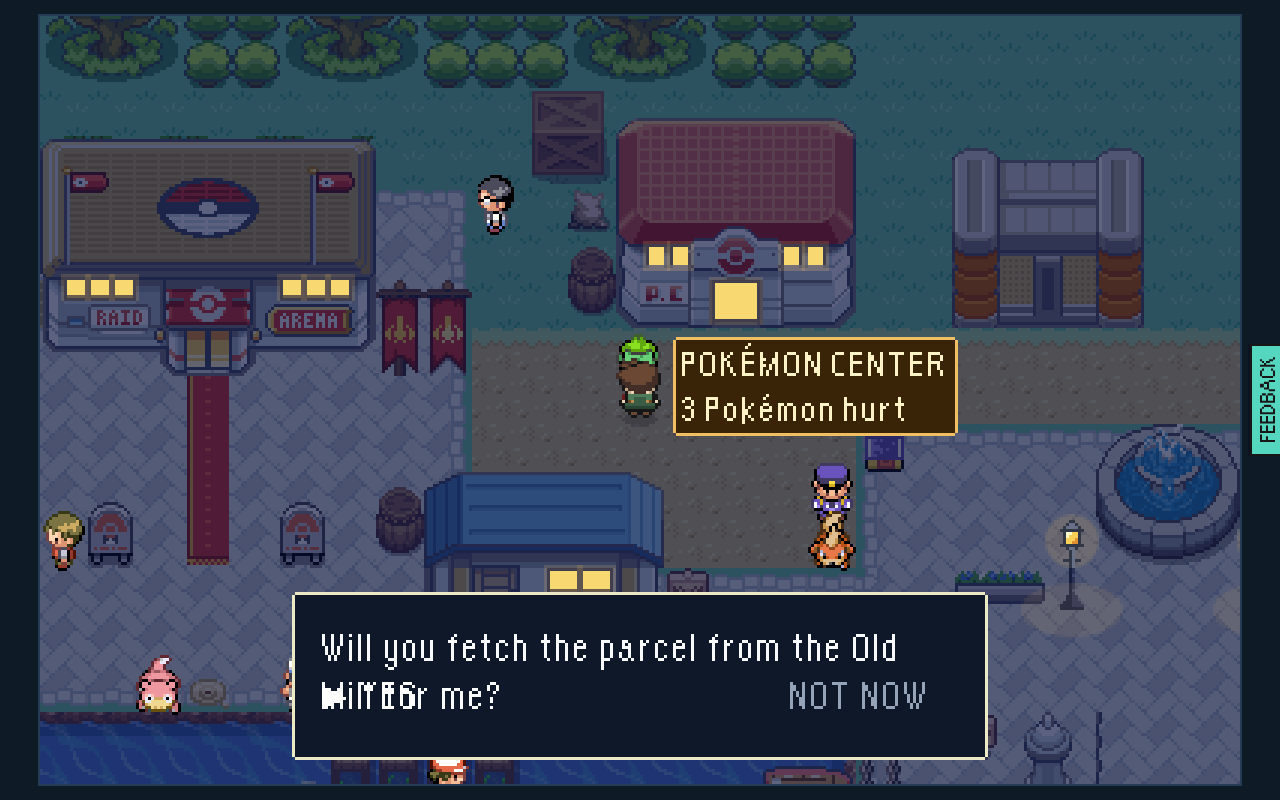 RAID
ARENA
P.C
POKÉMON CENTER
3 Pokémon hurt
FEEDBACK
Will you fetch the parcel from the Old
for me?
NOT NOW